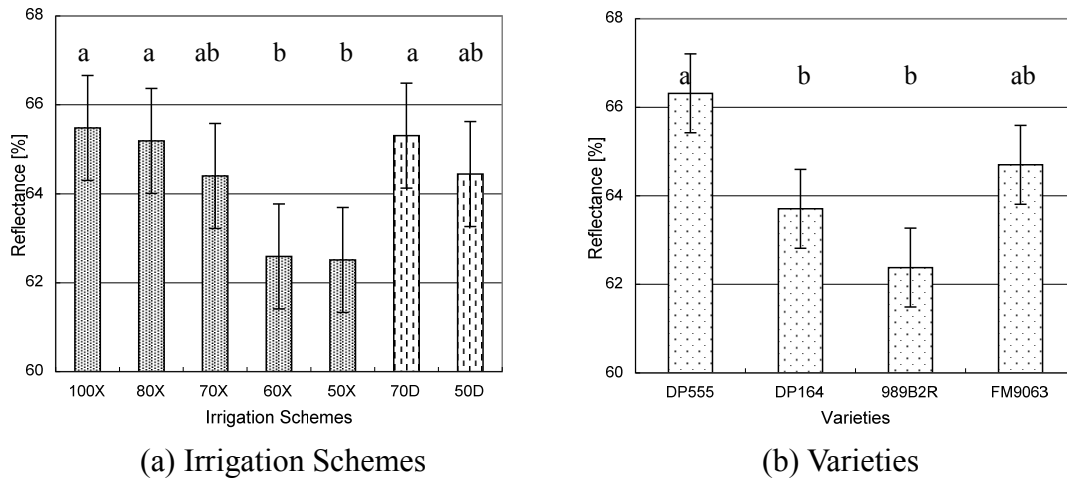 68
66
64
62
60
Reflectance [%]
a a ab b b a ab
100X 80X 70X 60X 50X 70D 50D
Irrigation Schemes
(a) Irrigation Schemes
68
66
64
62
60
Reflectance [%]
a b b ab
DP555 DP164 989B2R FM9063
Varieties
(b) Varieties